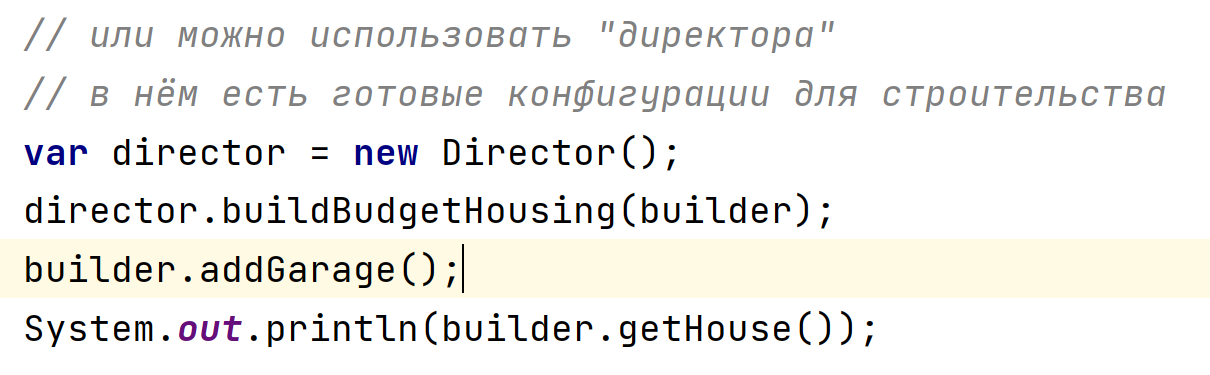 // или можно использовать "директора"
// в нём есть готовые конфигурации для строительства
var director = new Director();
director.buildBudgetHousing(builder);
builder.addGarage();
System.out.println(builder.getHouse());